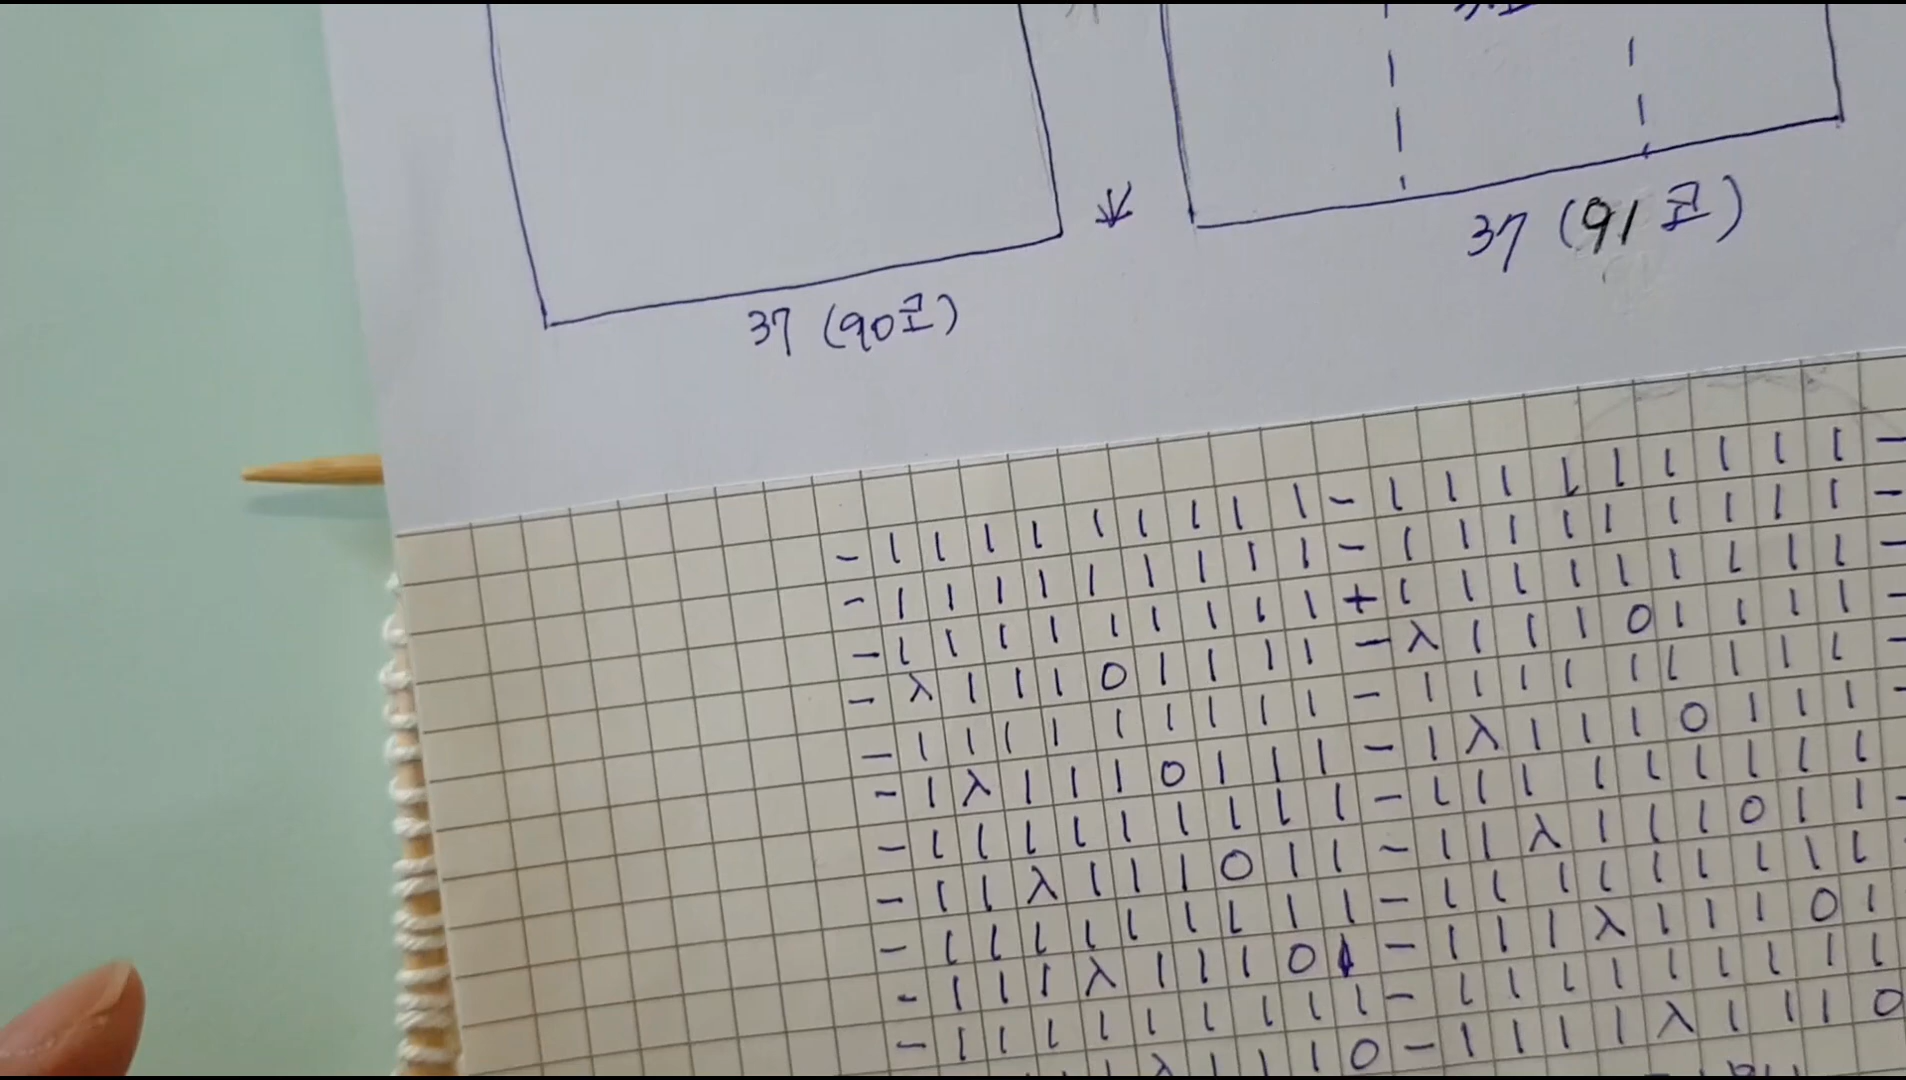 37 (91코)
37 (90코)
- l l l l l l l l l - l l l l l l l l l -
- l l l l l l l l l - l l l l l l l l l -
- l l l l l l l l l + l l l l l l l l l -
- λ l l l O l l l l - λ l l l O l l l l -
- l l l l l l l l l - l l l l l l l l l -
- l λ l l l O l l l - l λ l l l O l l l -
- l l l l l l l l l - l l l l l l l l l
- l l λ l l l O l l - l l λ l l l O l l -
- l l l l l l l l l - l l l l l l l l l
- l l l λ l l l O l - l l l λ l l l O l
- l l l l l l l l l - l l l l l l l l l
λ l l l O - l l l l λ l l l O